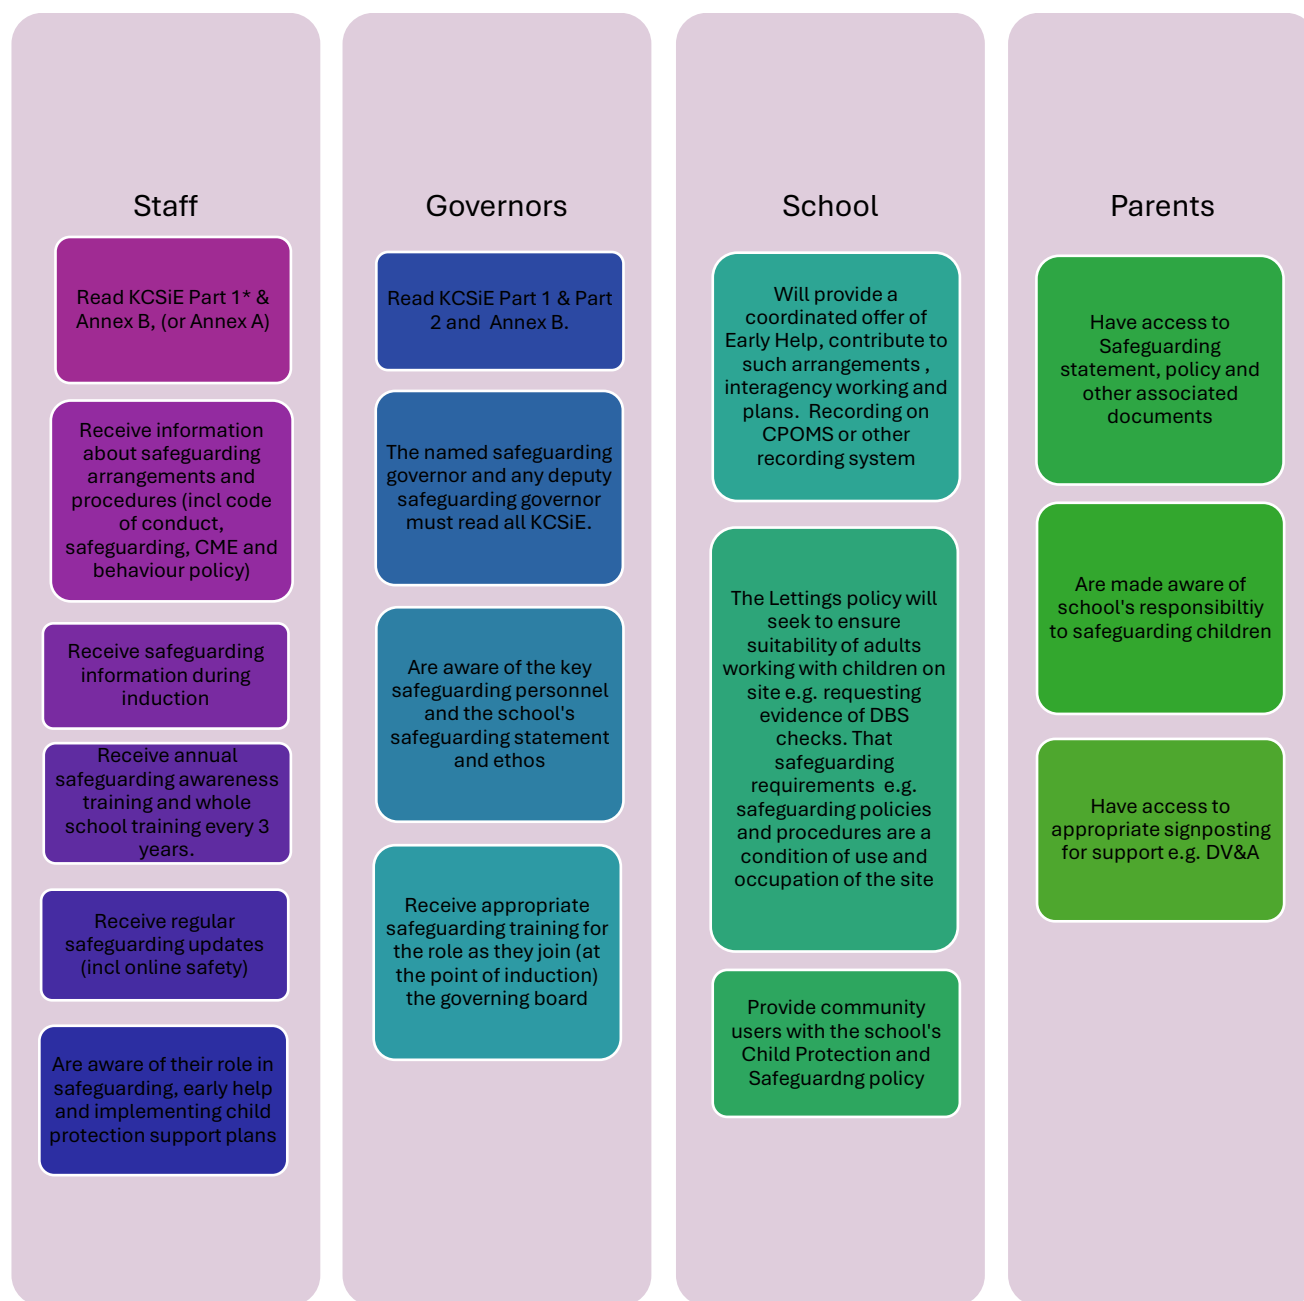 Staff
Read KCSiE Part 1* &
Annex B, (or Annex A)
Receive information
about safeguarding
arrangements and
procedures (incl code
of conduct,
safeguarding, CME and
behaviour policy)
Receive safeguarding
information during
induction
Receive annual
safeguarding awareness
training and whole
school training every 3
years.
Receive regular
safeguarding updates
(incl online safety)
Are aware of their role in
safeguarding, early help
and implementing child
protection support plans
Governors
Read KCSiE Part 1 & Part
2 and  Annex B.
The named safeguarding
governor and any deputy
safeguarding governor
must read all KCSiE.
Are aware of the key
safeguarding personnel
and the school's
safeguarding statement
and ethos
Receive appropriate
safeguarding training for
the role as they join (at
the point of induction)
the governing board
School
Will provide a
coordinated offer of
Early Help, contribute to
such arrangements ,
interagency working and
plans.  Recording on
CPOMS or other
recording system
The Lettings policy will
seek to ensure
suitability of adults
working with children on
site e.g. requesting
evidence of DBS
checks. That
safeguarding
requirements  e.g.
safeguarding policies
and procedures are a
condition of use and
occupation of the site
Provide community
users with the school's
Child Protection and
Safeguardng policy
Parents
Have access to
Safeguarding
statement, policy and
other associated
documents
Are made aware of
school's responsibiltiy
to safeguarding children
Have access to
appropriate signposting
for support e.g. DV&A